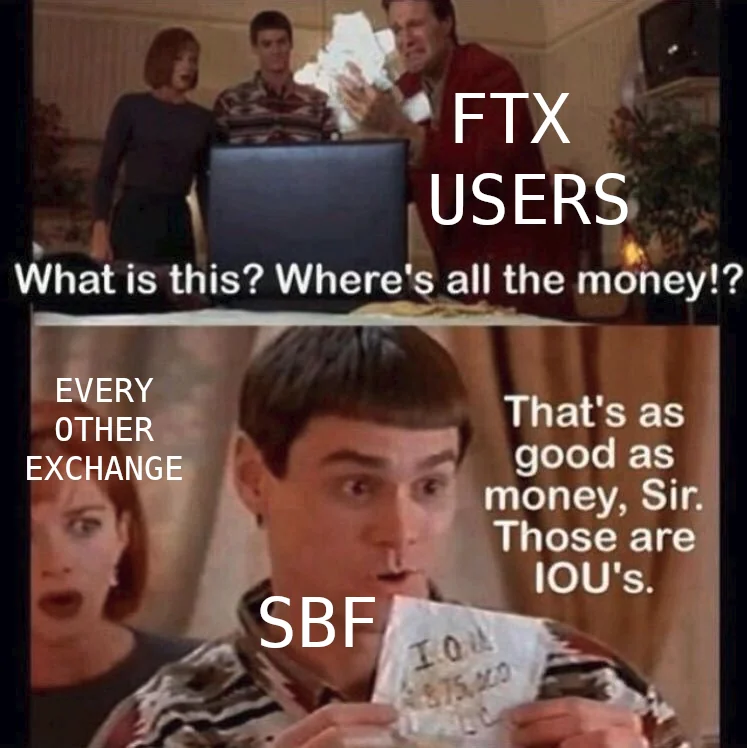 FTX
USERS
What is this? Where's all the money!?
EVERY
OTHER
EXCHANGE
That's as
good as
money, Sir.
Those are
IOU's.
SBF
I.O.U